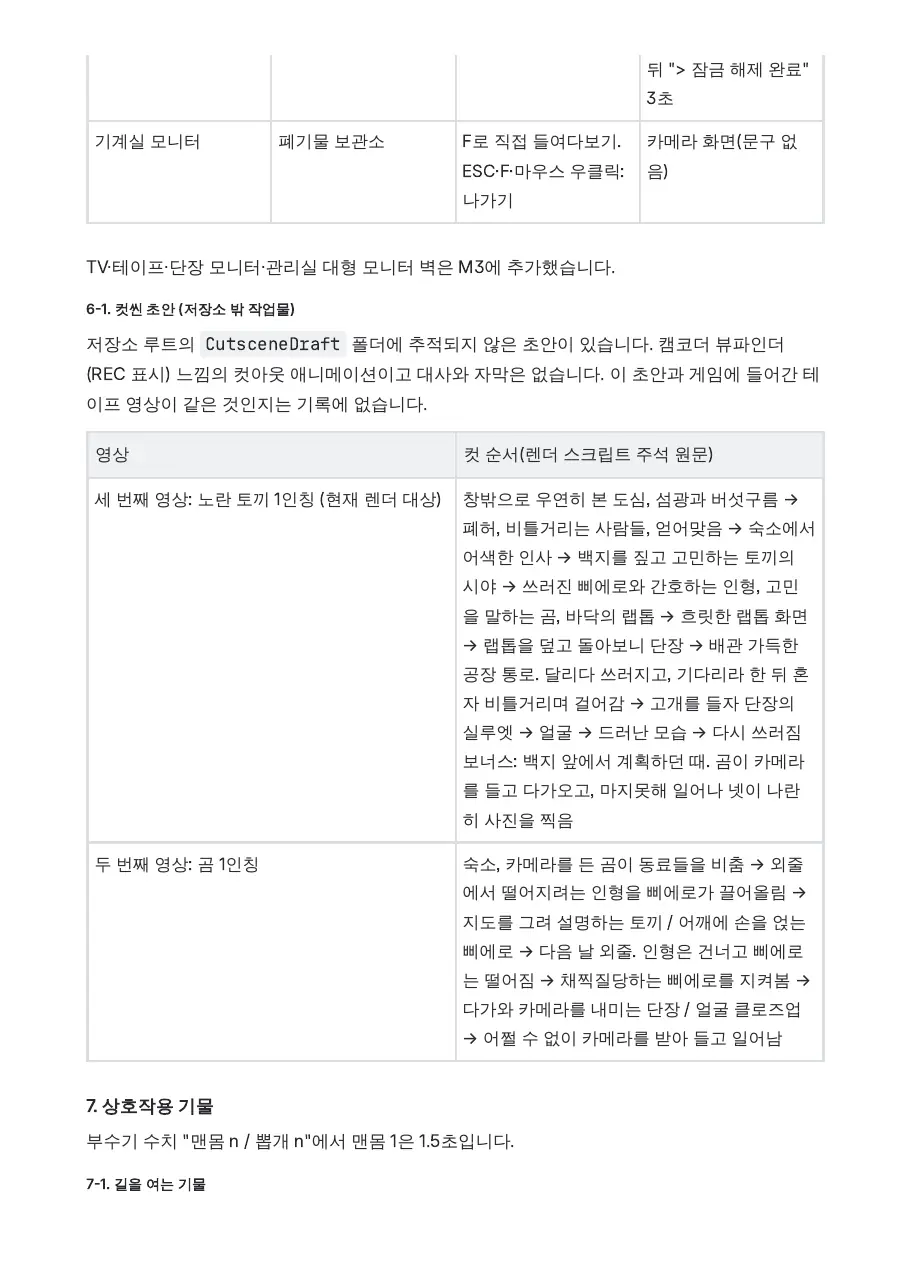 뒤 "> 잠금 해제 완료"
3초
기계실 모니터
폐기물 보관소
F로 직접 들여다보기.
ESC·F·마우스 우클릭:
나가기
카메라 화면(문구 없
음)
TV·테이프·단장 모니터·관리실 대형 모니터 벽은 M3에 추가했습니다.
6-1. 컷씬 초안 (저장소 밖 작업물)
저장소 루트의 CutsceneDraft 폴더에 추적되지 않은 초안이 있습니다. 캠코더 뷰파인더
(REC 표시) 느낌의 컷아웃 애니메이션이고 대사와 자막은 없습니다. 이 초안과 게임에 들어간 테
이프 영상이 같은 것인지는 기록에 없습니다.
영상
컷 순서(렌더 스크립트 주석 원문)
세 번째 영상: 노란 토끼 1인칭 (현재 렌더 대상)
창밖으로 우연히 본 도심, 섬광과 버섯구름 →
폐허, 비틀거리는 사람들, 얻어맞음 → 숙소에서
어색한 인사 → 백지를 짚고 고민하는 토끼의
시야 → 쓰러진 삐에로와 간호하는 인형, 고민
을 말하는 곰, 바닥의 랩톱 → 흐릿한 랩톱 화면
→ 랩톱을 덮고 돌아보니 단장 → 배관 가득한
공장 통로. 달리다 쓰러지고, 기다리라 한 뒤 혼
자 비틀거리며 걸어감 → 고개를 들자 단장의
실루엣 → 얼굴 → 드러난 모습 → 다시 쓰러짐
보너스: 백지 앞에서 계획하던 때. 곰이 카메라
를 들고 다가오고, 마지못해 일어나 넷이 나란
히 사진을 찍음
두 번째 영상: 곰 1인칭
숙소, 카메라를 든 곰이 동료들을 비춤 → 외줄
에서 떨어지려는 인형을 삐에로가 끌어올림 →
지도를 그려 설명하는 토끼 / 어깨에 손을 얹는
삐에로 → 다음 날 외줄. 인형은 건너고 삐에로
는 떨어짐 → 채찍질당하는 삐에로를 지켜봄 →
다가와 카메라를 내미는 단장 / 얼굴 클로즈업
→ 어쩔 수 없이 카메라를 받아 들고 일어남
7. 상호작용 기물
부수기 수치 "맨몸 n / 뽑개 n"에서 맨몸 1은 1.5초입니다.
7-1. 길을 여는 기물